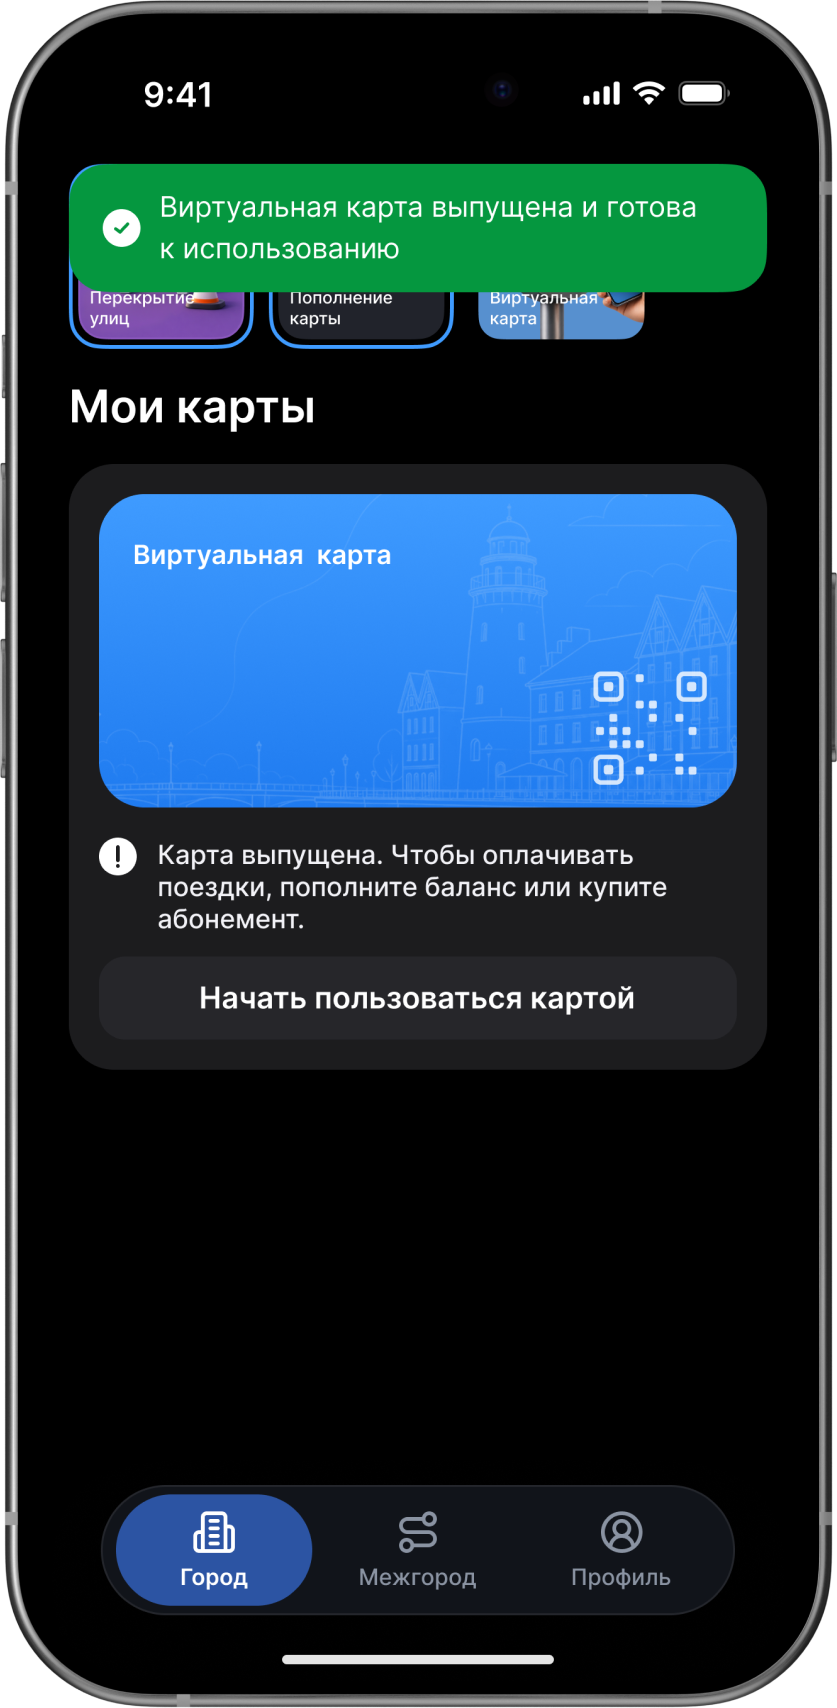 9:41
Виртуальная карта выпущена и готова
к использованию
Перекрытие
улиц
Пополнение
карты
Виртуальная
карта
Мои карты
Виртуальная карта
Карта выпущена. Чтобы оплачивать
поездки, пополните баланс или купите
абонемент.
Начать пользоваться картой
Город
Межгород
Профиль